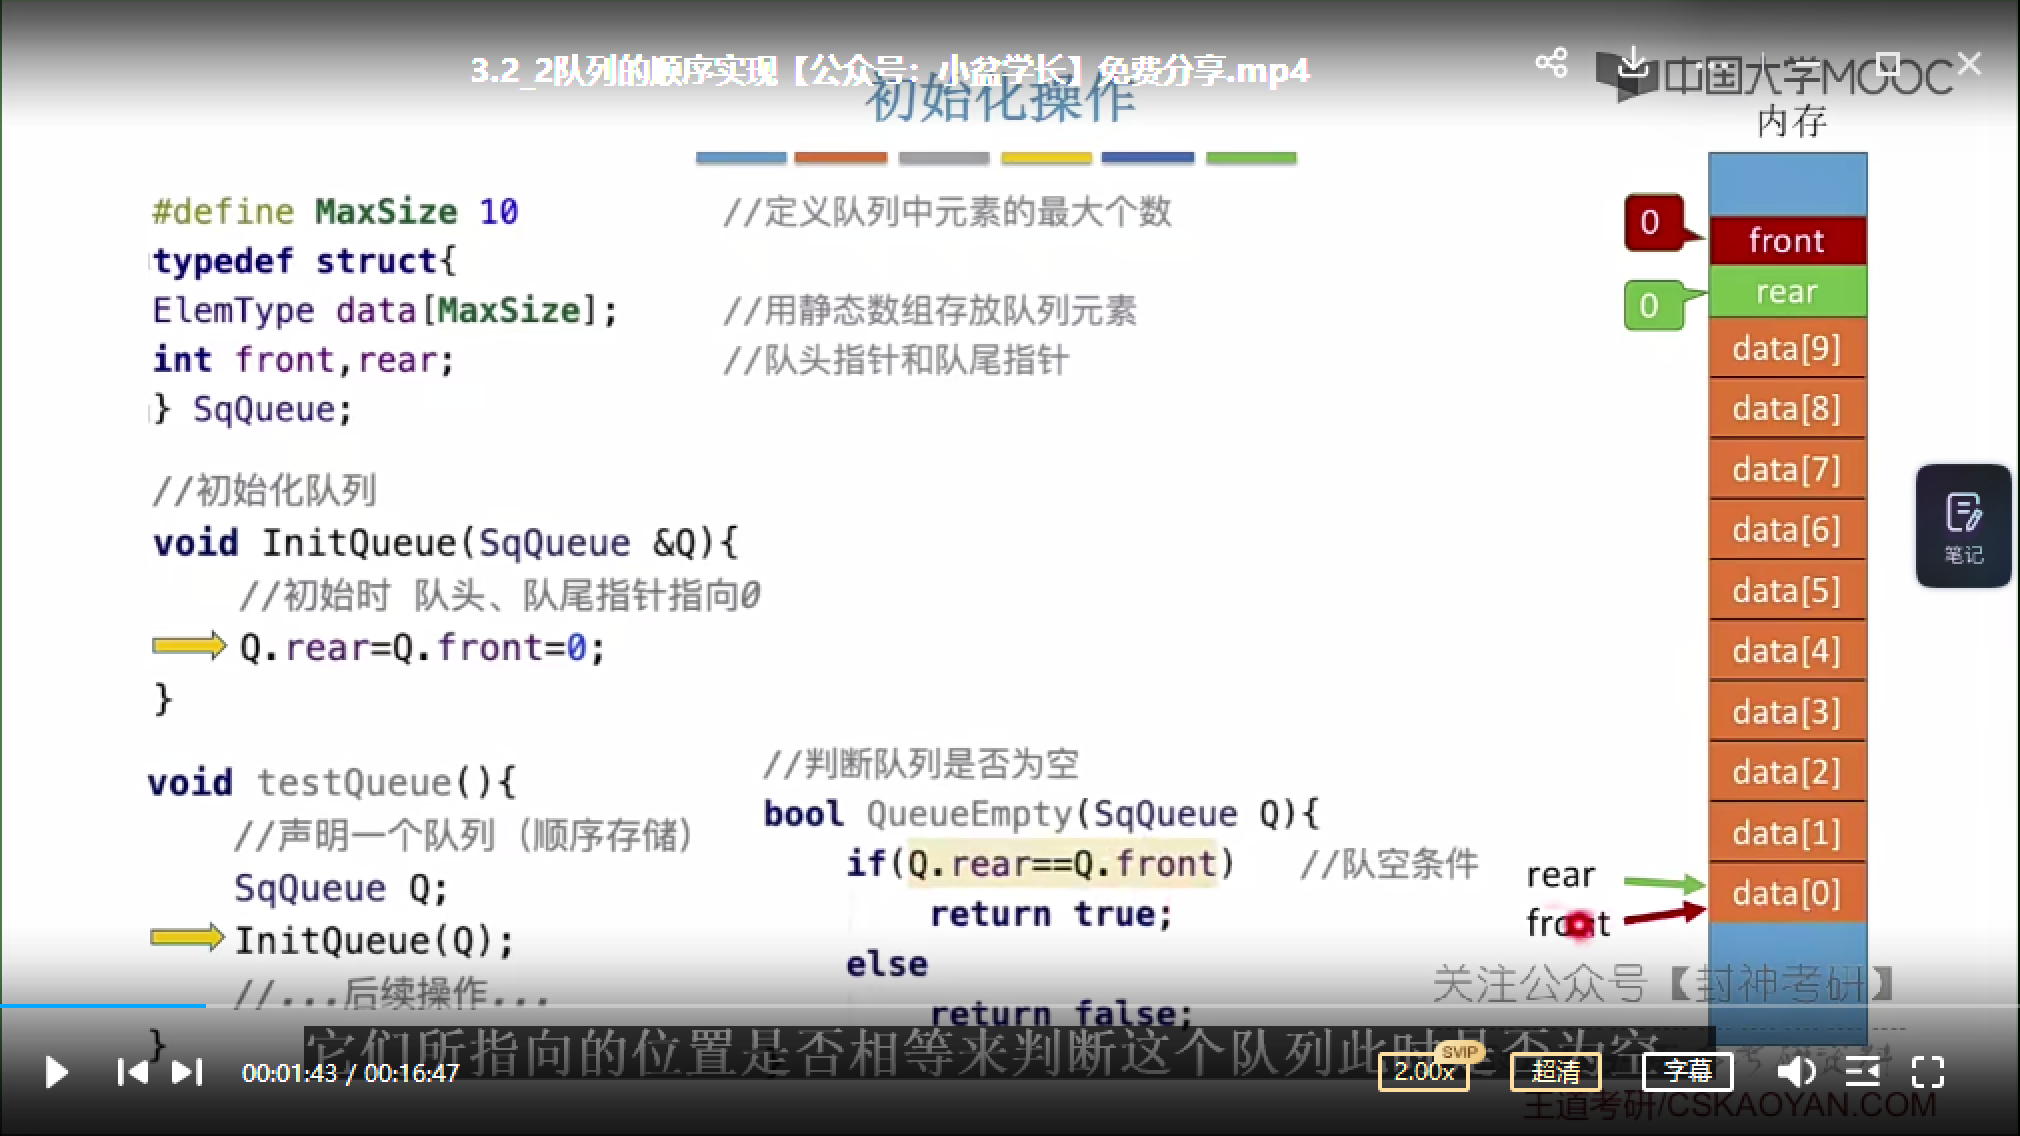 3.2_2队列的顺序实现【公众号：小盆学长】免费分享.mp4
中国大学MOOC
初始化操作
内存
#define MaxSize 10 //定义队列中元素的最大个数
typedef struct{
ElemType data[MaxSize]; //用静态数组存放队列元素
int front,rear; //队头指针和队尾指针
} SqQueue;
//初始化队列
void InitQueue(SqQueue &Q){
//初始时 队头、队尾指针指向0
Q.rear=Q.front=0;
}
void testQueue(){
//声明一个队列（顺序存储）
SqQueue Q;
InitQueue(Q);
//...后续操作...
}
//判断队列是否为空
bool QueueEmpty(SqQueue Q){
if(Q.rear==Q.front) //队空条件
return true;
else
return false;
0
front
0
rear
data[9]
data[8]
data[7]
data[6]
data[5]
data[4]
data[3]
data[2]
data[1]
data[0]
rear
front
笔记
关注公众号【封神考研】
它们所指向的位置是否相等来判断这个队列此时是否为空
00:01:43 / 00:16:47
2.00x
SVIP
超清
字幕
王道考研/CSKAOYAN.COM